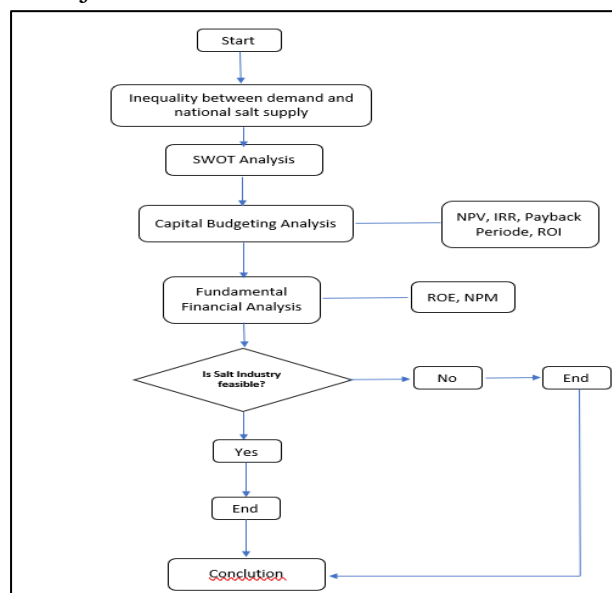 Start
Inequality between demand and
national salt supply
SWOT Analysis
Capital Budgeting Analysis
NPV, IRR, Payback
Periode, ROI
Fundamental
Financial Analysis
ROE, NPM
Is Salt Industry
feasible?
No
End
Yes
End
Conclution